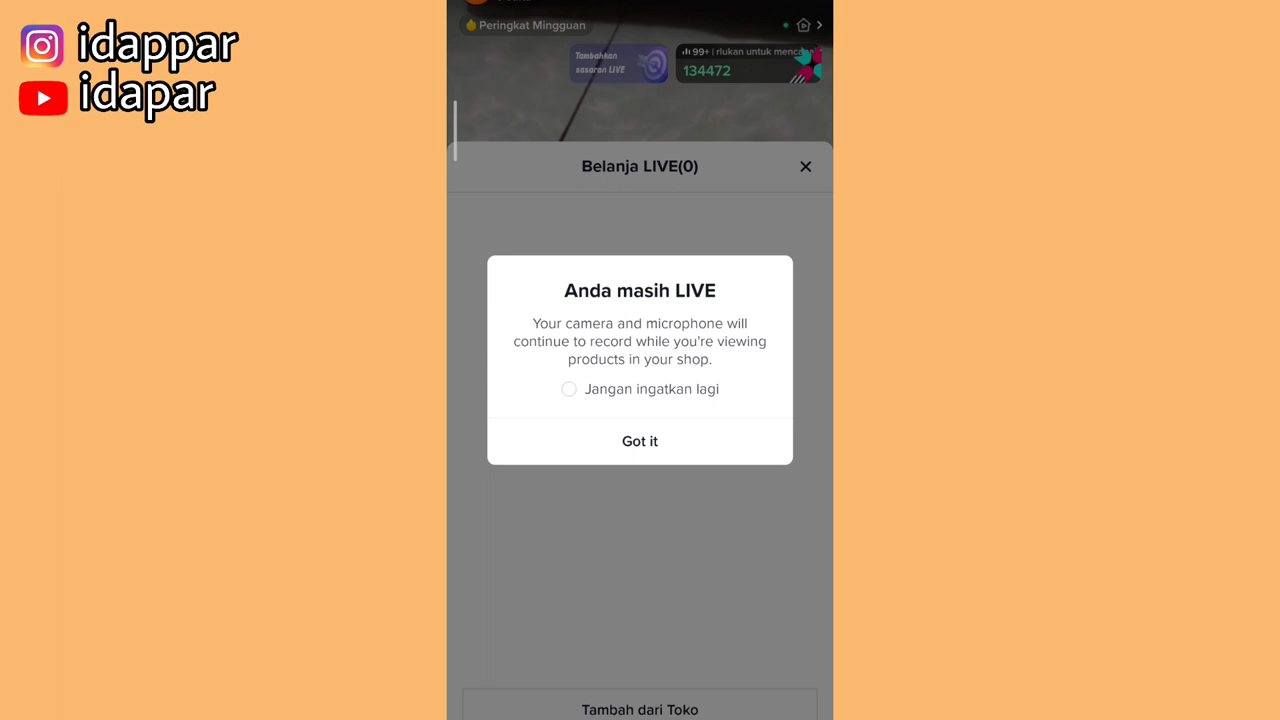 idappar
idapar
Peringkat Mingguan
Tambahkan
sasaran LIVE
99+ | rlukan untuk
134472
Belanja LIVE(0)
Anda masih LIVE
Your camera and microphone will
continue to record while you're viewing
products in your shop.
Jangan ingatkan lagi
Got it
Tambah dari Toko